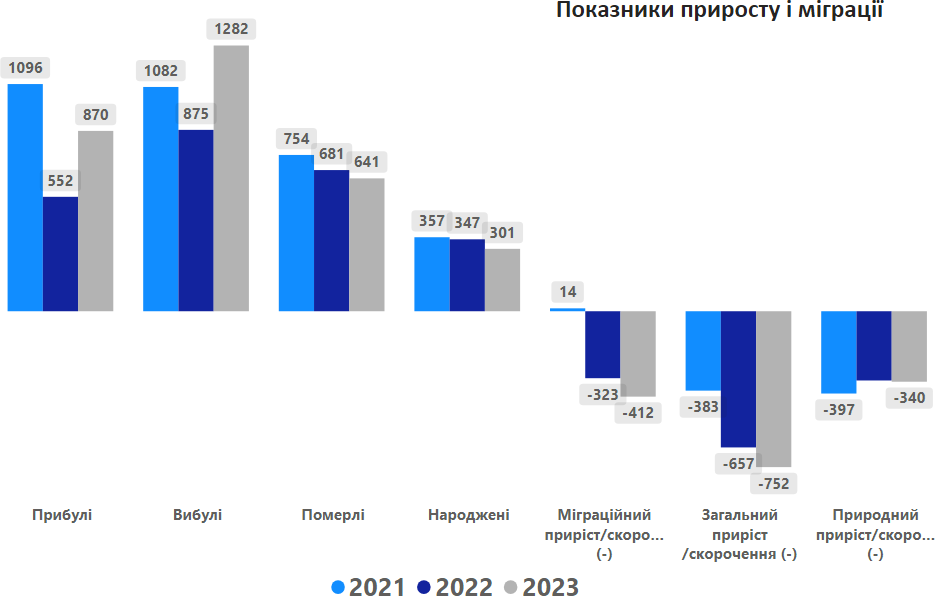 Показники приросту і міграції
1282
1096
1082
870
875
552
754
681
641
357
347
301
14
-323
-412
-383
-657
-752
-397
-340
Прибулі
Вибулі
Померлі
Народжені
Міграційний
приріст/скоро...
(-)
Загальний
приріст
/скорочення (-)
Природний
приріст/скоро...
(-)
2021 2022 2023